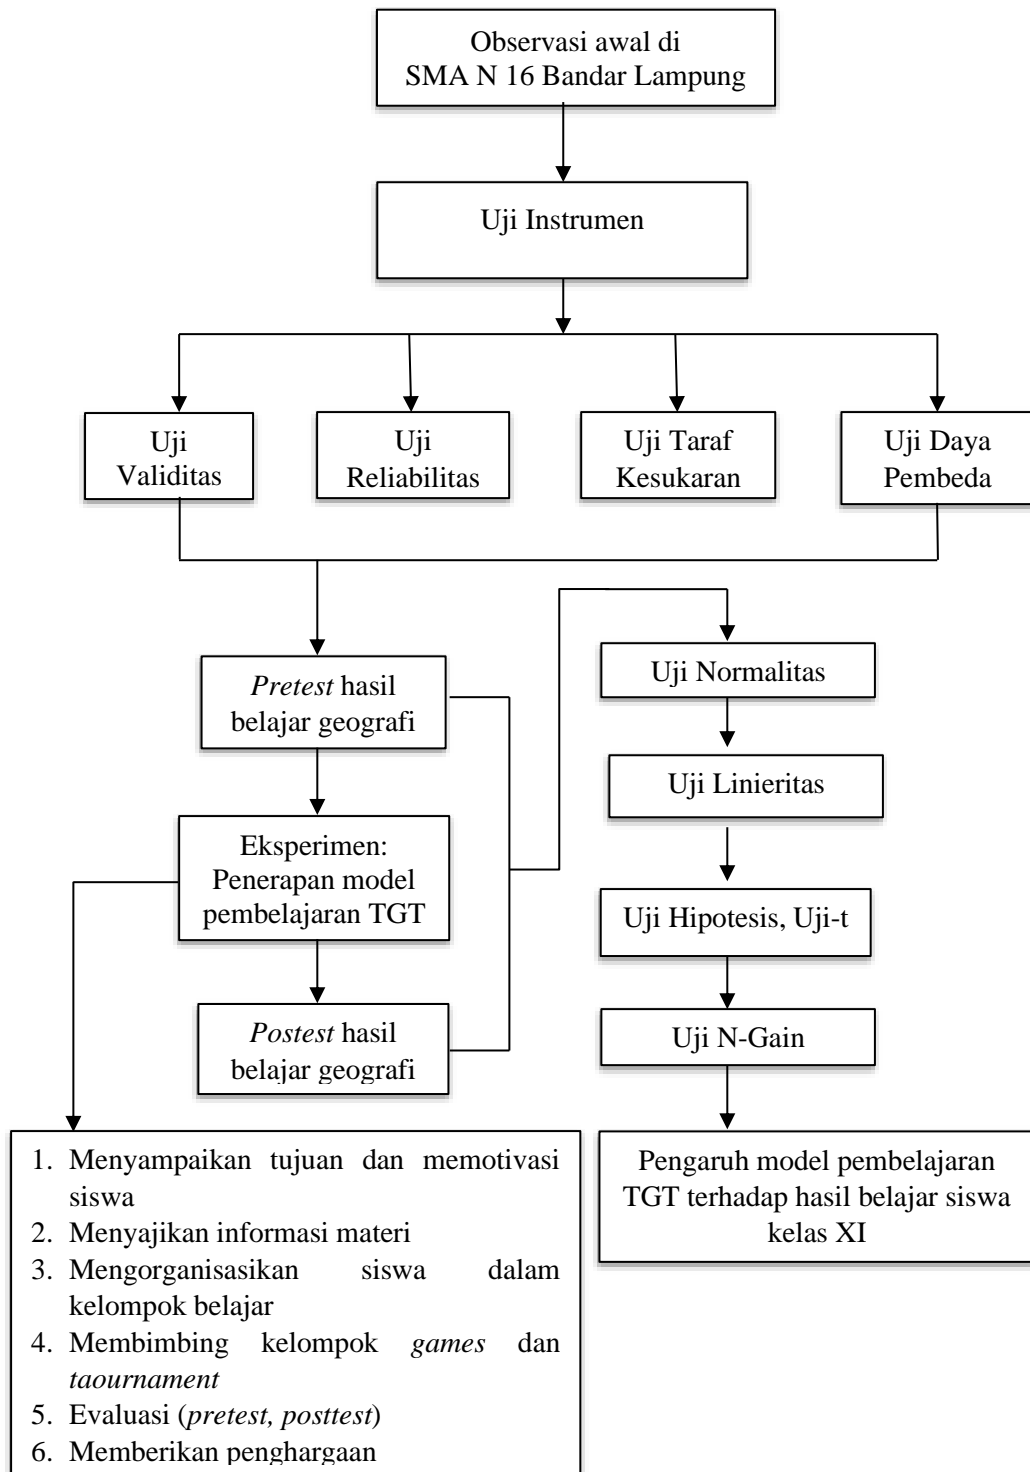 Observasi awal di
SMA N 16 Bandar Lampung
Uji Instrumen
Uji
Validitas
Uji
Reliabilitas
Uji Taraf
Kesukaran
Uji Daya
Pembeda
Pretest hasil
belajar geografi
Eksperimen:
Penerapan model
pembelajaran TGT
Postest hasil
belajar geografi
Uji Normalitas
Uji Linieritas
Uji Hipotesis, Uji-t
Uji N-Gain
Pengaruh model pembelajaran
TGT terhadap hasil belajar siswa
kelas XI
1. Menyampaikan tujuan dan memotivasi
siswa
2. Menyajikan informasi materi
3. Mengorganisasikan siswa dalam
kelompok belajar
4. Membimbing kelompok games dan
taournament
5. Evaluasi (pretest, posttest)
6. Memberikan penghargaan